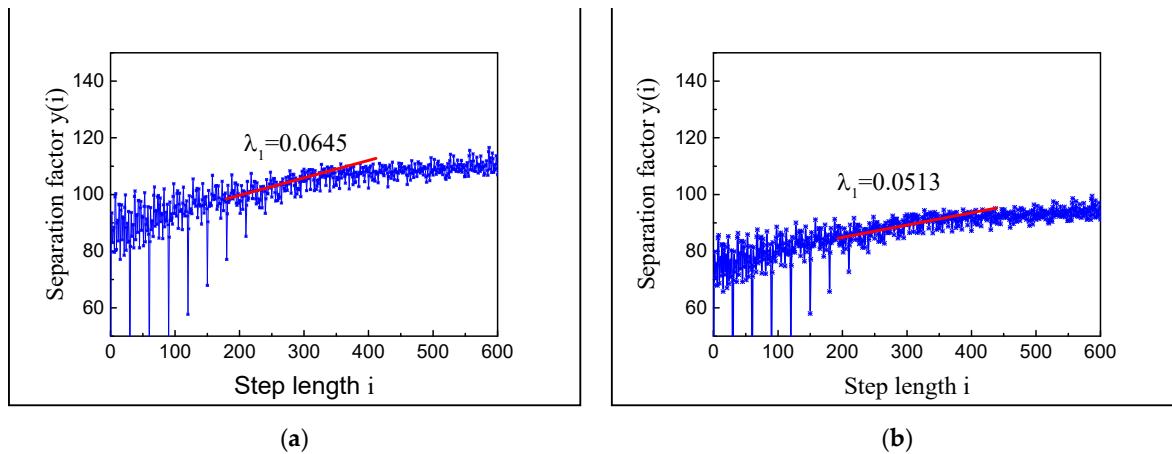 140
120
100
80
60
0 100 200 300 400 500 600
Separation factor y(i)
Step length i
λ1=0.0645
(a)
140
120
100
80
60
0 100 200 300 400 500 600
Separation factor y(i)
Step length i
λ1=0.0513
(b)